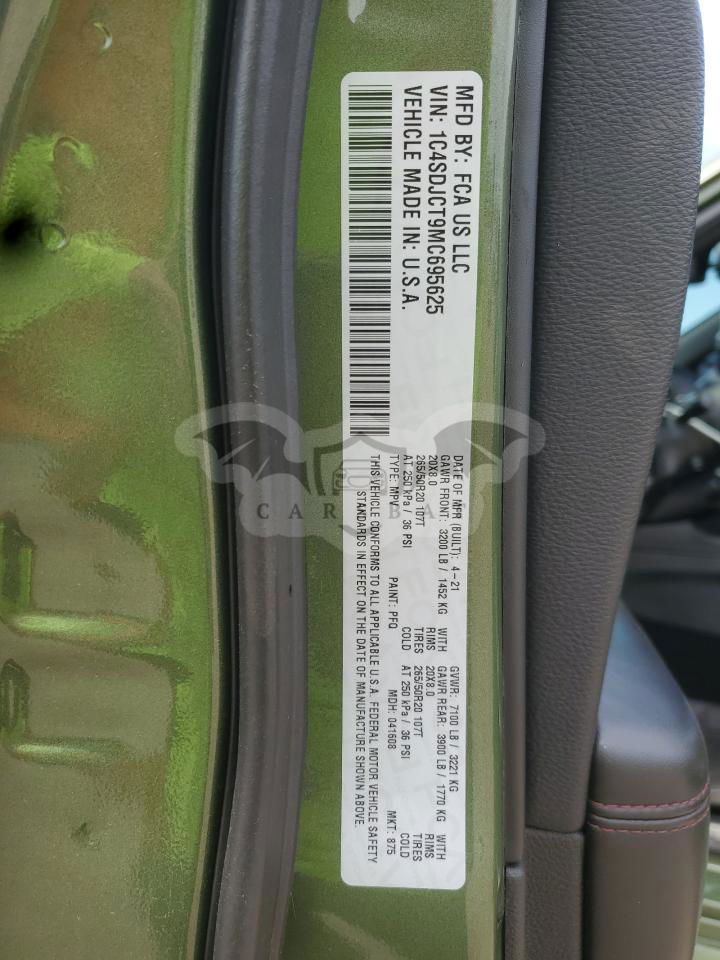 MFD BY: FCA US LLC
VIN: 1C4SDJCT9MC695625
VEHICLE MADE IN: U.S.A.
DATE OF MFR (BUILT): 4-21 GVWR: 7100 LB / 3221 KG
GAWR FRONT: 3200 LB / 1452 KG WITH GAWR REAR: 3900 LB / 1770 KG WITH
20X8.0 RIMS 20X8.0 RIMS
265/50R20 107T TIRES 265/50R20 107T TIRES
AT 250 kPa / 36 PSI COLD AT 250 kPa / 36 PSI COLD
TYPE: MPV PAINT: PFQ MDH: 041608 MKT: 875
THIS VEHICLE CONFORMS TO ALL APPLICABLE U.S.A. FEDERAL MOTOR VEHICLE SAFETY
STANDARDS IN EFFECT ON THE DATE OF MANUFACTURE SHOWN ABOVE.